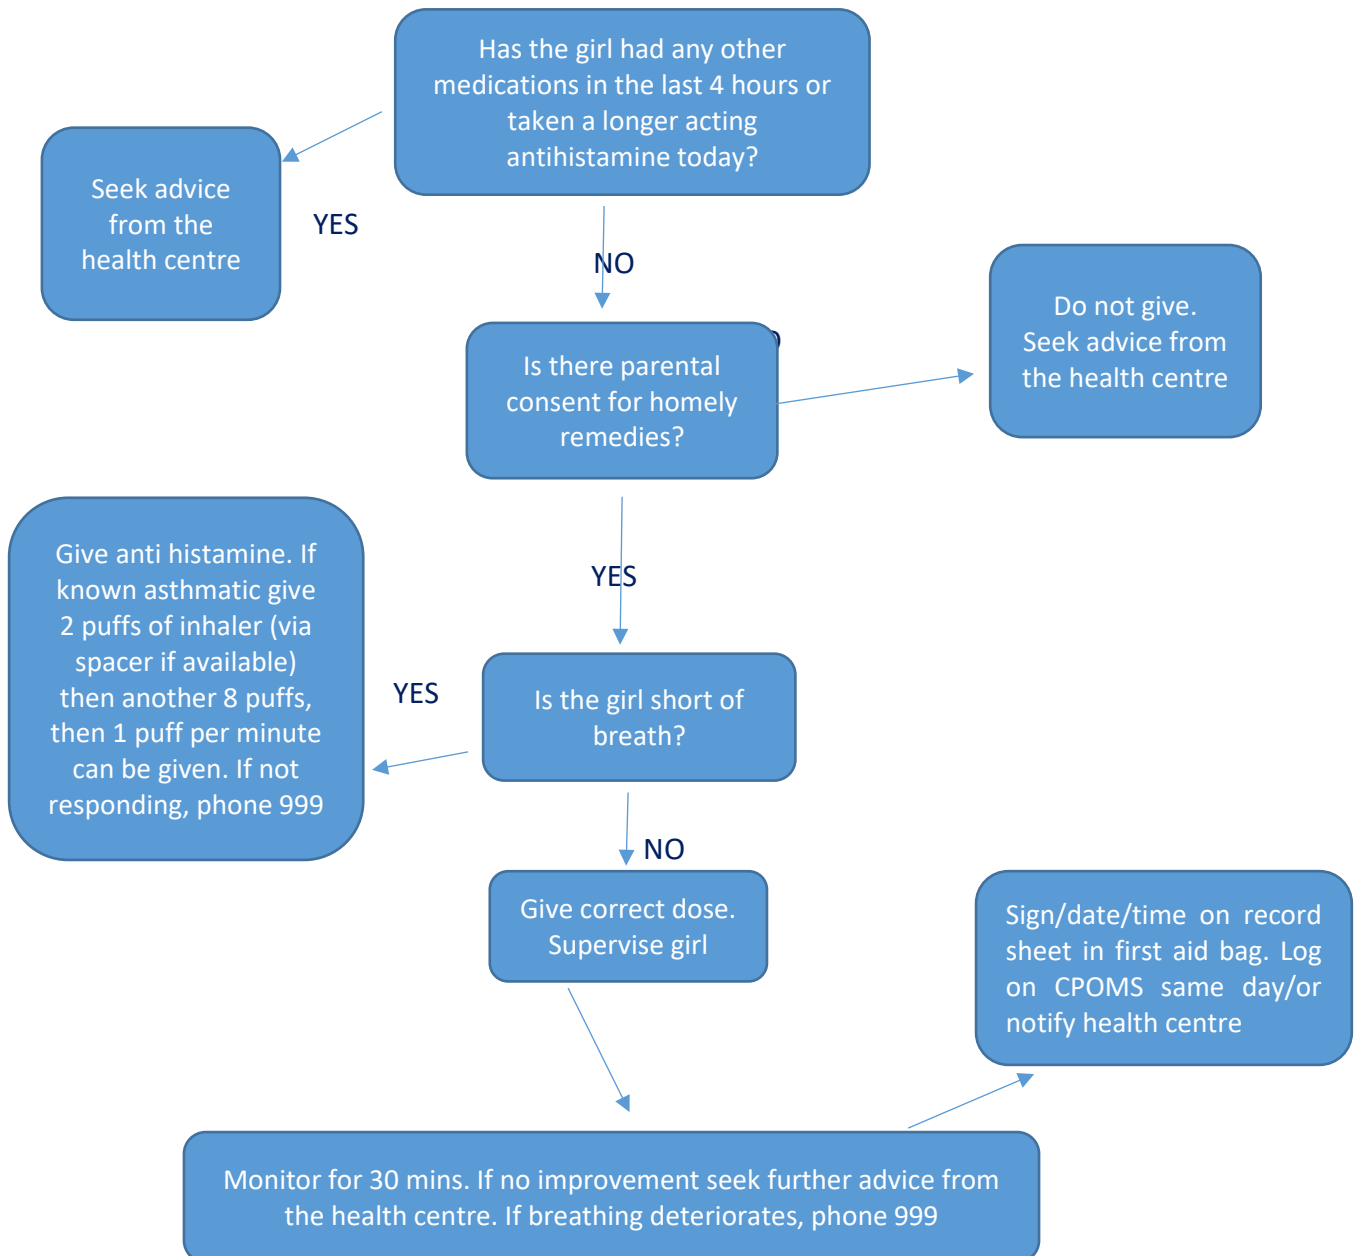 Has the girl had any other
medications in the last 4 hours or
taken a longer acting
antihistamine today?
Seek advice
from the
health centre
YES
NO
Do not give.
Seek advice from
the health centre
Is there parental
consent for homely
remedies?
YES
Give anti histamine. If
known asthmatic give
2 puffs of inhaler (via
spacer if available)
then another 8 puffs,
then 1 puff per minute
can be given. If not
responding, phone 999
YES
Is the girl short of
breath?
NO
Give correct dose.
Supervise girl
Sign/date/time on record
sheet in first aid bag. Log
on CPOMS same day/or
notify health centre
Monitor for 30 mins. If no improvement seek further advice from
the health centre. If breathing deteriorates, phone 999